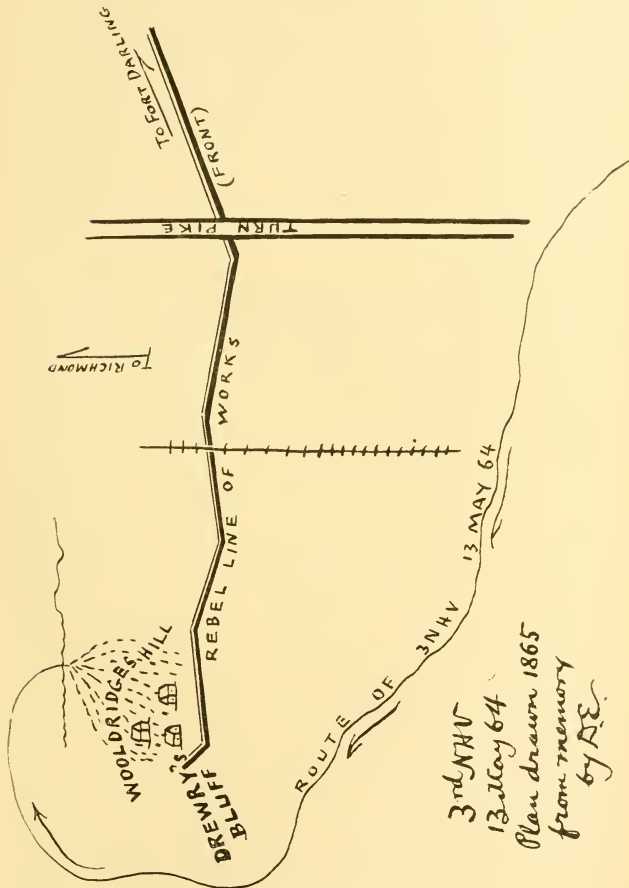 To FORT DARLING
(FRONT)
TURN PIKE
To RICHMOND
REBEL LINE OF WORKS
WOOLDRIDGES HILL
DREWRY'S
BLUFF
ROUTE OF 3NHV 13 MAY 64
3rd NHV
13 May 64
Plan drawn 1865
from memory
by D.E.